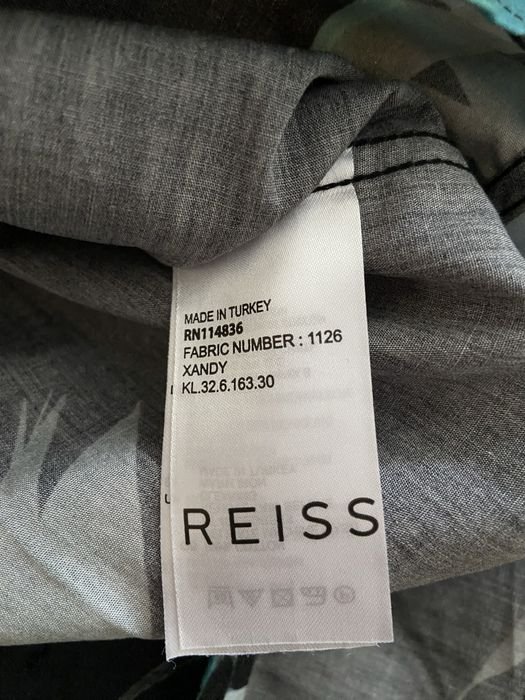 MADE IN TURKEY
RN114836
FABRIC NUMBER : 1126
XANDY
KL.32.6.163.30
REISS